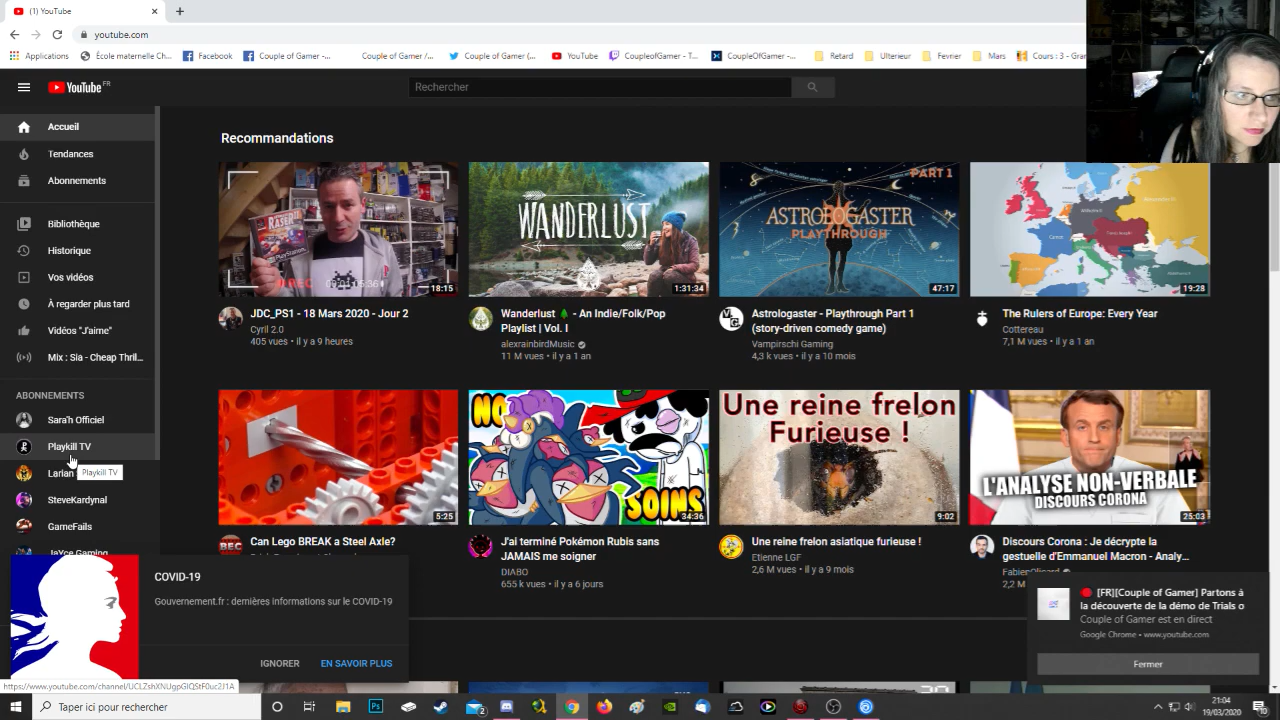 (1) YouTube
youtube.com
Applications
École maternelle Ch...
Facebook
Couple of Gamer -...
Couple of Gamer /...
Couple of Gamer (...
YouTube
CoupleofGamer - T...
CoupleOfGamer -...
Retard
Ulterieur
Fevrier
Mars
Cours : 3 - Gran
YouTube FR
Rechercher
Accueil
Tendances
Abonnements
Bibliothèque
Historique
Vos vidéos
À regarder plus tard
Vidéos "J'aime"
Mix : Sia - Cheap Thril...
ABONNEMENTS
Sara'h Officiel
Playkill TV
Playkill TV
Larian
SteveKardynal
GameFails
JaYce Gaming
Recommandations
18:15
JDC_PS1 - 18 Mars 2020 - Jour 2
Cyril 2.0
405 vues • il y a 9 heures
WANDERLUST
1:31:34
Wanderlust 🌲 - An Indie/Folk/Pop
Playlist | Vol. I
alexrainbirdMusic
11 M vues • il y a 1 an
PART 1
ASTROLOGASTER
PLAYTHROUGH
47:17
Astrologaster - Playthrough Part 1
(story-driven comedy game)
Vampirschi Gaming
4,3 k vues • il y a 10 mois
19:28
The Rulers of Europe: Every Year
Cottereau
7,1 M vues • il y a 1 an
5:25
Can Lego BREAK a Steel Axle?
NO
SOINS
34:36
J'ai terminé Pokémon Rubis sans
JAMAIS me soigner
DIABO
655 k vues • il y a 6 jours
Une reine frelon
Furieuse !
9:02
Une reine frelon asiatique furieuse !
Etienne LGF
2,6 M vues • il y a 9 mois
L'ANALYSE NON-VERBALE
DISCOURS CORONA
25:03
Discours Corona : Je décrypte la
gestuelle d'Emmanuel Macron - Analy...
Fabien Olicard
2,2 M
COVID-19
Gouvernement.fr : dernières informations sur le COVID-19
IGNORER
EN SAVOIR PLUS
[FR][Couple of Gamer] Partons à
la découverte de la démo de Trials o
Couple of Gamer est en direct
Google Chrome • www.youtube.com
Fermer
https://www.youtube.com/channel/UCLZshXNUgpGIQStF0uc2J1A
Taper ici pour rechercher
21:04
19/03/2020